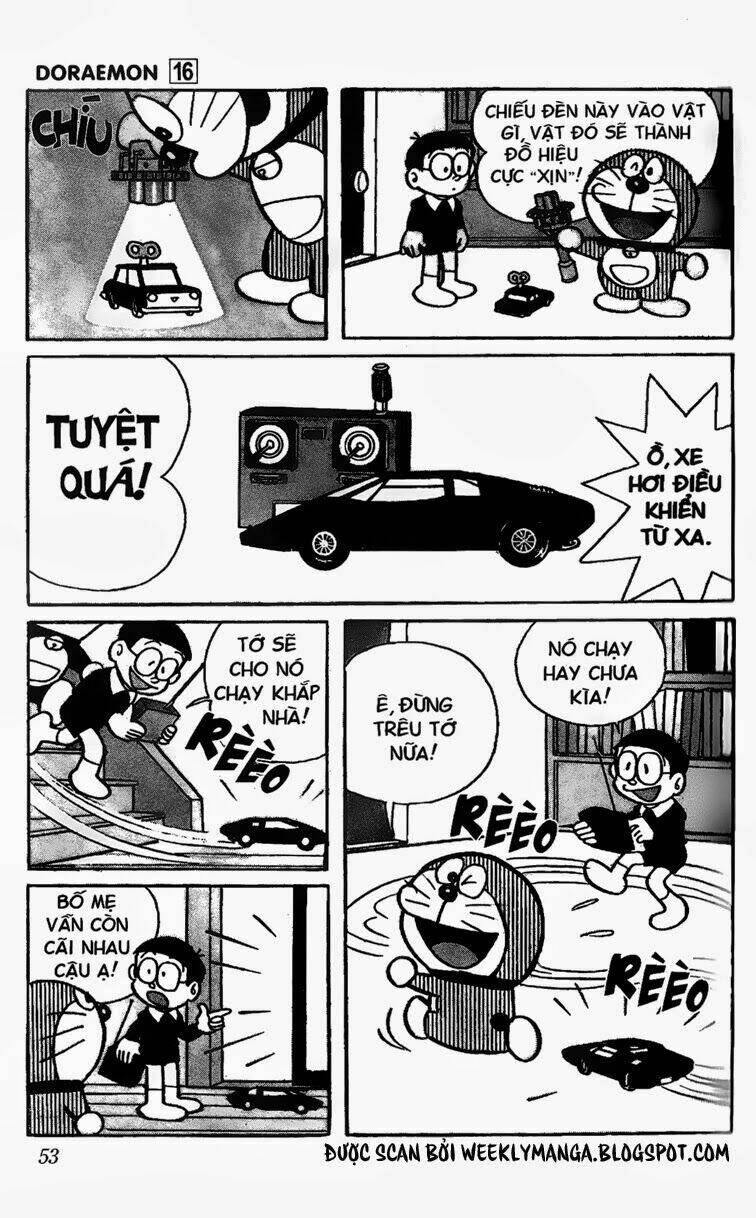 DORAEMON 16
CHIẾU ĐÈN NÀY VÀO VẬT
GÌ, VẬT ĐÓ SẼ THÀNH
ĐỒ HIỆU
CỰC "XỊN"!
CHÍU
Ồ, XE
HƠI ĐIỀU
KHIỂN
TỪ XA.
TUYỆT
QUÁ!
NÓ CHẠY
HAY CHƯA
KÌA!
Ê, ĐỪNG
TRÊU TỚ
NỮA!
RÈÈO
RÈÈO
TỚ SẼ
CHO NÓ
CHẠY KHẮP
NHÀ!
RÈÈO
BỐ MẸ
VẪN CÒN
CÃI NHAU
CẬU Ạ!
53
ĐƯỢC SCAN BỞI WEEKLYMANGA.BLOGSPOT.COM